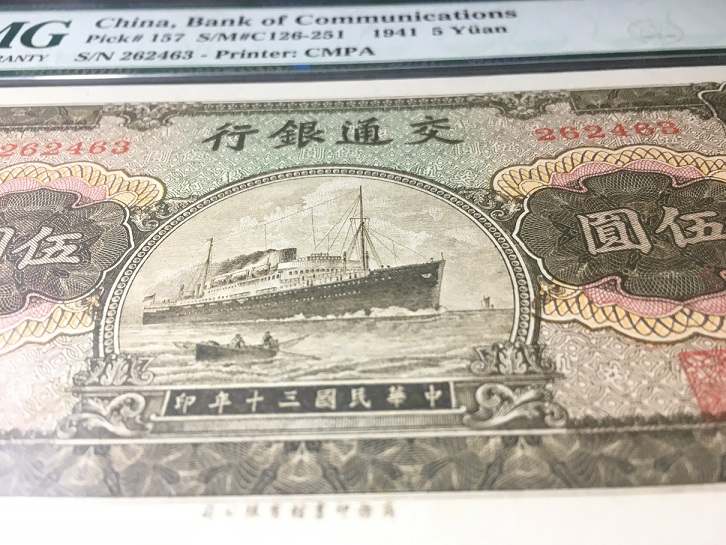 MG China, Bank of Communications
RANTY Pick# 157 S/M#C126-251 1941 5 Yüan
S/N 262463 - Printer: CMPA
行銀通交
262463 262463
伍 圓伍
印年十三國民華中